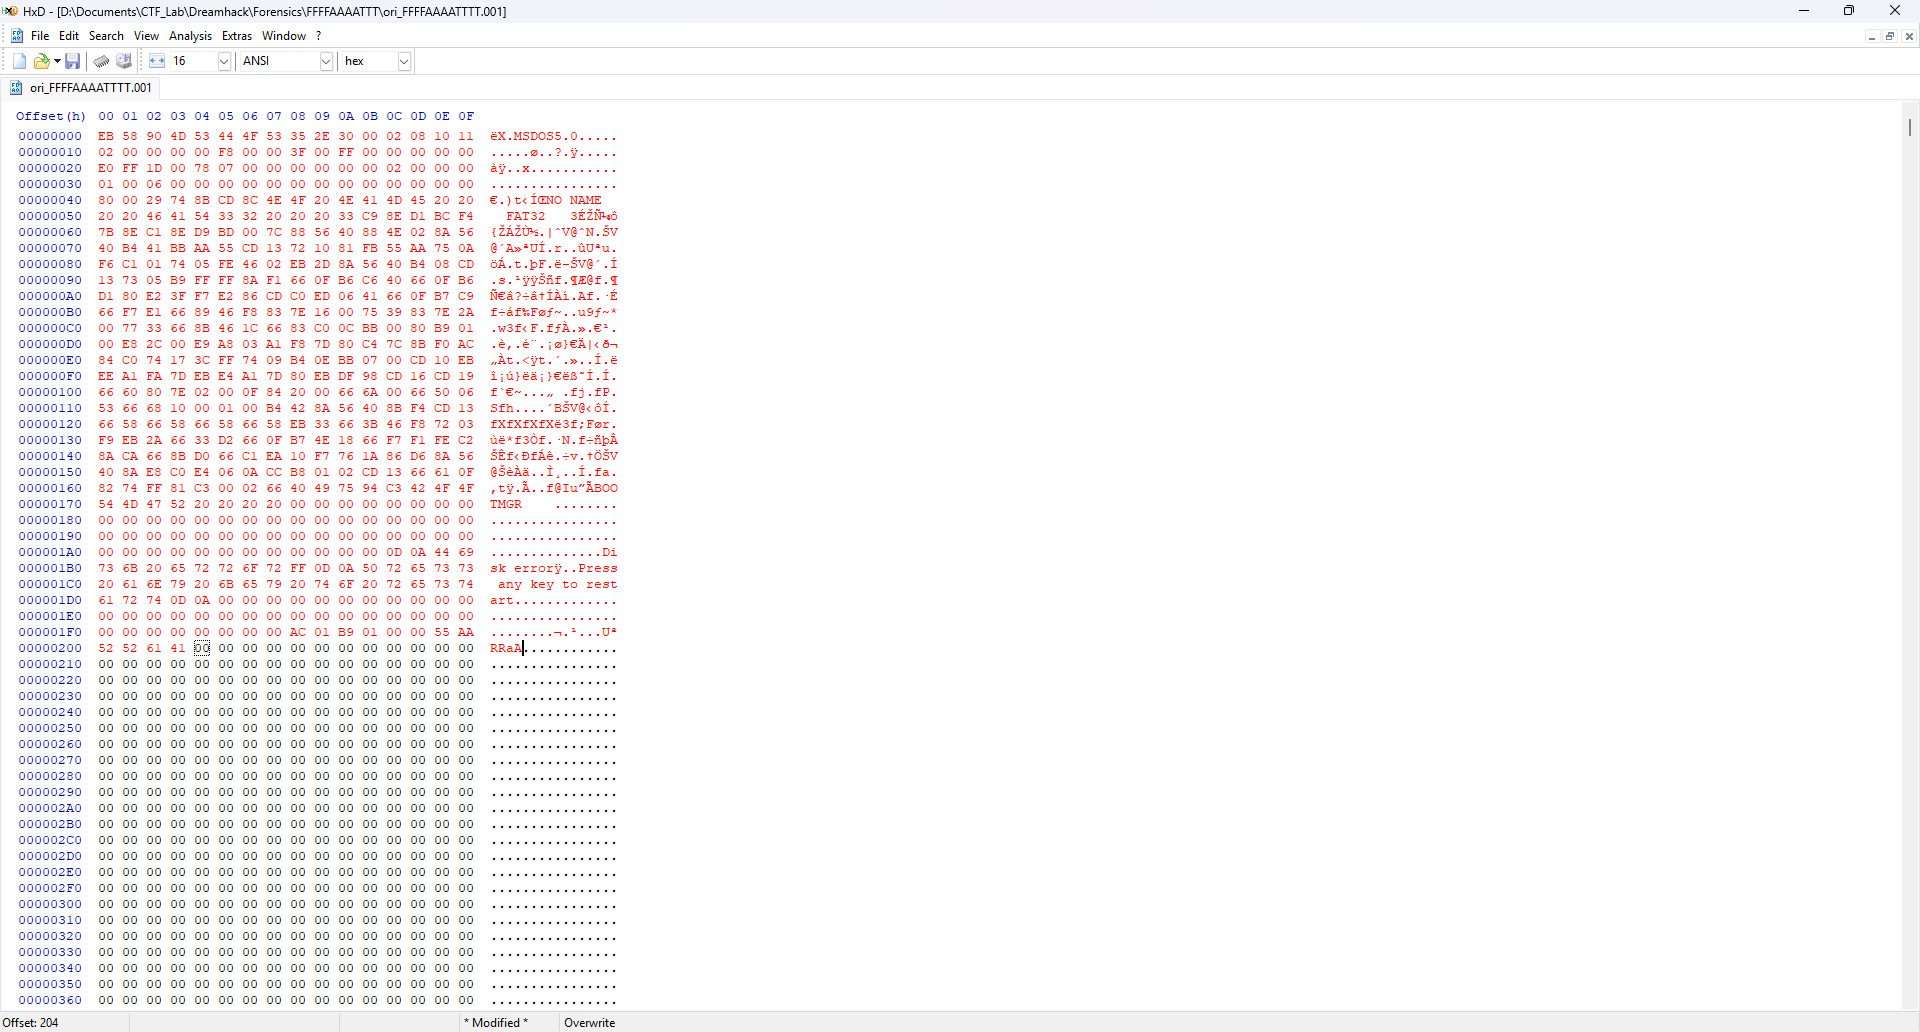 HxD - [D:\Documents\CTF_Lab\Dreamhack\Forensics\FFFFAAAATTT\ori_FFFFAAAATTTT.001]
File Edit Search View Analysis Extras Window ?
16 ANSI hex
ori_FFFFAAAATTTT.001
Offset(h) 00 01 02 03 04 05 06 07 08 09 0A 0B 0C 0D 0E 0F
00000000 EB 58 90 4D 53 44 4F 53 35 2E 30 00 02 08 10 11 ëX.MSDOS5.0.....
00000010 02 00 00 00 00 F8 00 00 3F 00 FF 00 00 00 00 00 .....ø..?.ÿ.....
00000020 E0 FF 1D 00 78 07 00 00 00 00 00 00 02 00 00 00 àÿ..x...........
00000030 01 00 06 00 00 00 00 00 00 00 00 00 00 00 00 00 ................
00000040 80 00 29 74 8B CD 8C 4E 4F 20 4E 41 4D 45 20 20 €.)t‹ÍŒNO NAME
00000050 20 20 46 41 54 33 32 20 20 20 33 C9 8E D1 BC F4 FAT32   3ÉŽÑ¼ô
00000060 7B 8E C1 8E D9 BD 00 7C 88 56 40 88 4E 02 8A 56 {ŽÁŽÙ½.|ˆV@ˆN.ŠV
00000070 40 B4 41 BB AA 55 CD 13 72 10 81 FB 55 AA 75 0A @´A»ªUÍ.r..ûUªu.
00000080 F6 C1 01 74 05 FE 46 02 EB 2D 8A 56 40 B4 08 CD öÁ.t.þF.ë-ŠV@´.Í
00000090 13 73 05 B9 FF FF 8A F1 66 0F B6 C6 40 66 0F B6 .s.¹ÿÿŠñf.¶Æ@f.¶
000000A0 D1 80 E2 3F F7 E2 86 CD C0 ED 06 41 66 0F B7 C9 Ñ€â?÷â†ÍÀí.Af.·É
000000B0 66 F7 E1 66 89 46 F8 83 7E 16 00 75 39 83 7E 2A f÷áf‰Føƒ~..u9ƒ~*
000000C0 00 77 33 66 8B 46 1C 66 83 C0 0C BB 00 80 B9 01 .w3f‹F.fƒÀ.».€¹.
000000D0 00 E8 2C 00 E9 A8 03 A1 F8 7D 80 C4 7C 8B F0 AC .è,.é¨.¡ø}€Ä|‹ð¬
000000E0 84 C0 74 17 3C FF 74 09 B4 0E BB 07 00 CD 10 EB „Àt.<ÿt.´.»..Í.ë
000000F0 EE A1 FA 7D EB E4 A1 7D 80 EB DF 98 CD 16 CD 19 î¡ú}ëä¡}€ëß˜Í.Í.
00000100 66 60 80 7E 02 00 0F 84 20 00 66 6A 00 66 50 06 f`€~...„ .fj.fP.
00000110 53 66 68 10 00 01 00 B4 42 8A 56 40 8B F4 CD 13 Sfh....´BŠV@‹ôÍ.
00000120 66 58 66 58 66 58 66 58 EB 33 66 3B 46 F8 72 03 fXfXfXfXë3f;Før.
00000130 F9 EB 2A 66 33 D2 66 0F B7 4E 18 66 F7 F1 FE C2 ùë*f3Òf.·N.f÷ñþÂ
00000140 8A CA 66 8B D0 66 C1 EA 10 F7 76 1A 86 D6 8A 56 ŠÊf‹ÐfÁê.÷v.†ÖŠV
00000150 40 8A E8 C0 E4 06 0A CC B8 01 02 CD 13 66 61 0F @ŠèÀä..Ì¸..Í.fa.
00000160 82 74 FF 81 C3 00 02 66 40 49 75 94 C3 42 4F 4F ‚tÿ.Ã..f@Iu”ÃBOO
00000170 54 4D 47 52 20 20 20 20 00 00 00 00 00 00 00 00 TMGR    ........
00000180 00 00 00 00 00 00 00 00 00 00 00 00 00 00 00 00 ................
00000190 00 00 00 00 00 00 00 00 00 00 00 00 00 00 00 00 ................
000001A0 00 00 00 00 00 00 00 00 00 00 00 00 0D 0A 44 69 ..............Di
000001B0 73 6B 20 65 72 72 6F 72 FF 0D 0A 50 72 65 73 73 sk errorÿ..Press
000001C0 20 61 6E 79 20 6B 65 79 20 74 6F 20 72 65 73 74 any key to rest
000001D0 61 72 74 0D 0A 00 00 00 00 00 00 00 00 00 00 00 art.............
000001E0 00 00 00 00 00 00 00 00 00 00 00 00 00 00 00 00 ................
000001F0 00 00 00 00 00 00 00 00 AC 01 B9 01 00 00 55 AA ........¬.¹...Uª
00000200 52 52 61 41 00 00 00 00 00 00 00 00 00 00 00 00 RRaA............
00000210 00 00 00 00 00 00 00 00 00 00 00 00 00 00 00 00 ................
00000220 00 00 00 00 00 00 00 00 00 00 00 00 00 00 00 00 ................
00000230 00 00 00 00 00 00 00 00 00 00 00 00 00 00 00 00 ................
00000240 00 00 00 00 00 00 00 00 00 00 00 00 00 00 00 00 ................
00000250 00 00 00 00 00 00 00 00 00 00 00 00 00 00 00 00 ................
00000260 00 00 00 00 00 00 00 00 00 00 00 00 00 00 00 00 ................
00000270 00 00 00 00 00 00 00 00 00 00 00 00 00 00 00 00 ................
00000280 00 00 00 00 00 00 00 00 00 00 00 00 00 00 00 00 ................
00000290 00 00 00 00 00 00 00 00 00 00 00 00 00 00 00 00 ................
000002A0 00 00 00 00 00 00 00 00 00 00 00 00 00 00 00 00 ................
000002B0 00 00 00 00 00 00 00 00 00 00 00 00 00 00 00 00 ................
000002C0 00 00 00 00 00 00 00 00 00 00 00 00 00 00 00 00 ................
000002D0 00 00 00 00 00 00 00 00 00 00 00 00 00 00 00 00 ................
000002E0 00 00 00 00 00 00 00 00 00 00 00 00 00 00 00 00 ................
000002F0 00 00 00 00 00 00 00 00 00 00 00 00 00 00 00 00 ................
00000300 00 00 00 00 00 00 00 00 00 00 00 00 00 00 00 00 ................
00000310 00 00 00 00 00 00 00 00 00 00 00 00 00 00 00 00 ................
00000320 00 00 00 00 00 00 00 00 00 00 00 00 00 00 00 00 ................
00000330 00 00 00 00 00 00 00 00 00 00 00 00 00 00 00 00 ................
00000340 00 00 00 00 00 00 00 00 00 00 00 00 00 00 00 00 ................
00000350 00 00 00 00 00 00 00 00 00 00 00 00 00 00 00 00 ................
00000360 00 00 00 00 00 00 00 00 00 00 00 00 00 00 00 00 ................
Offset: 204 * Modified * Overwrite